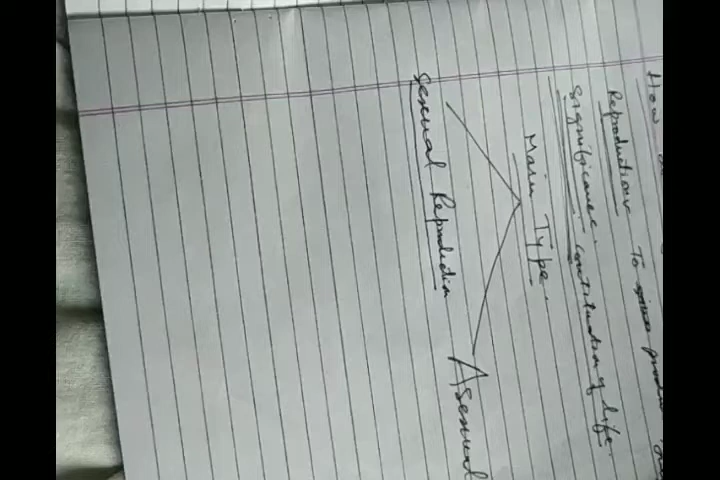 How
Reproduction To produce
Significance. continuation of life.
Main Type.
Sexual Reproduction Asexual